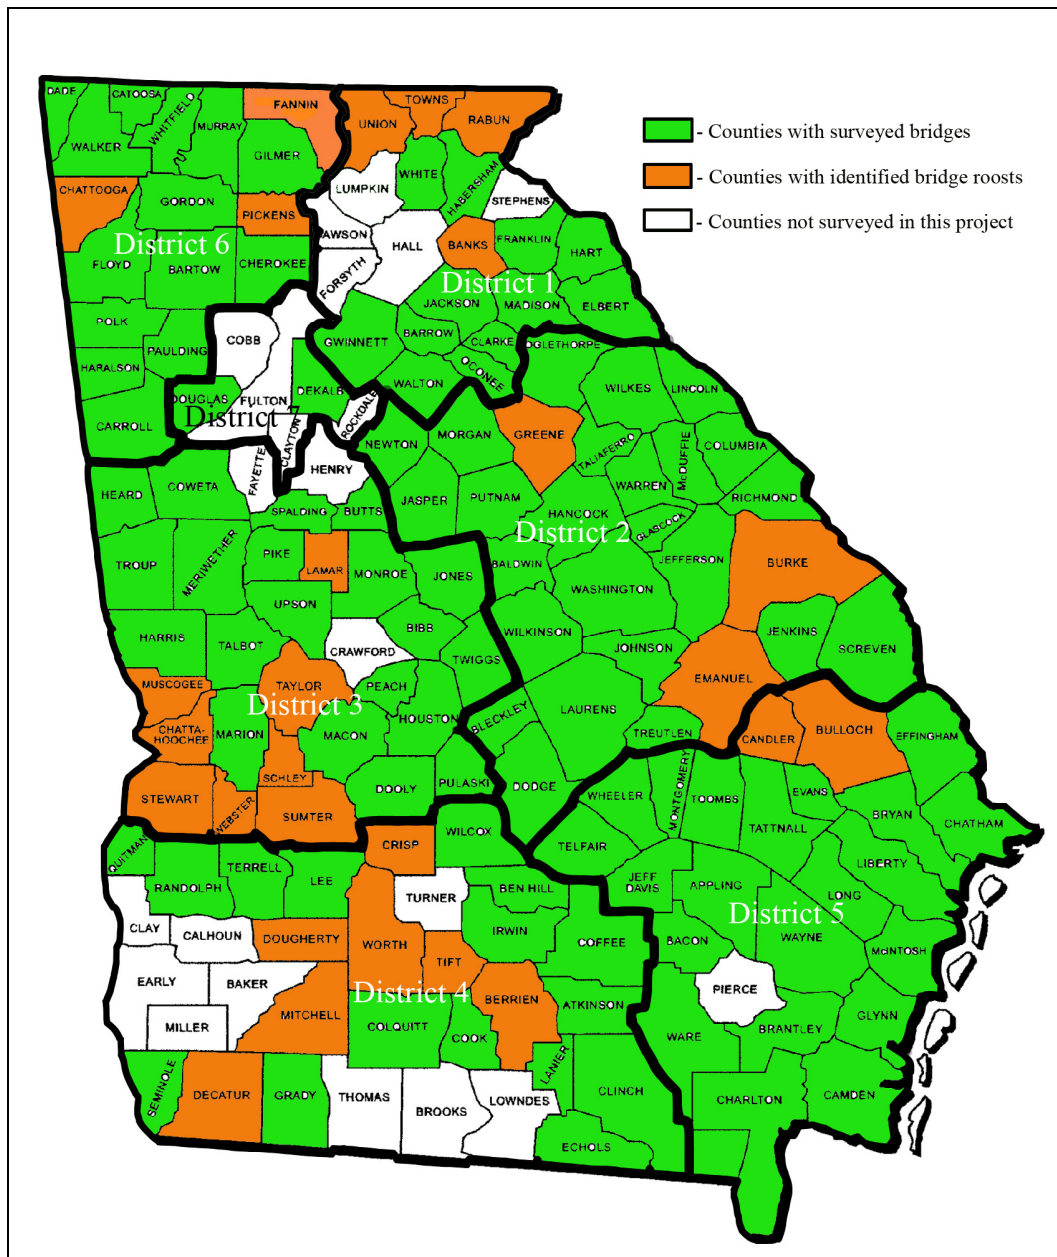 DADE
CATOOSA
WHITFIELD
MURRAY
FANNIN
TOWNS
UNION
RABUN
- Counties with surveyed bridges
- Counties with identified bridge roosts
- Counties not surveyed in this project
WALKER
GILMER
LUMPKIN
WHITE
HABERSHAM
STEPHENS
CHATTOOGA
GORDON
PICKENS
AWSON
HALL
BANKS
FRANKLIN
HART
District 6
FLOYD
BARTOW
CHEROKEE
FORSYTH
District 1
JACKSON
MADISON
ELBERT
POLK
PAULDING
COBB
GWINNETT
BARROW
CLARKE
OGLETHORPE
HARALSON
OCONEE
WALTON
WILKES
LINCOLN
DOUGLAS
DEKALB
FULTON
District 7
ROCKDALE
CARROLL
CLAYTON
NEWTON
MORGAN
GREENE
TALIAFERRO
McDUFFIE
COLUMBIA
HEARD
COWETA
FAYETTE
HENRY
SPALDING
BUTTS
JASPER
PUTNAM
WARREN
RICHMOND
HANCOCK
GLASCOCK
District 2
TROUP
MERIWETHER
PIKE
LAMAR
MONROE
JONES
BALDWIN
JEFFERSON
BURKE
UPSON
WASHINGTON
HARRIS
TALBOT
CRAWFORD
BIBB
TWIGGS
WILKINSON
JOHNSON
JENKINS
SCREVEN
MUSCOGEE
TAYLOR
PEACH
EMANUEL
District 3
CHATTA-
HOOCHEE
MARION
MACON
HOUSTON
BLECKLEY
LAURENS
TREUTLEN
CANDLER
BULLOCH
EFFINGHAM
SCHLEY
STEWART
WEBSTER
SUMTER
DOOLY
PULASKI
DODGE
WHEELER
MONTGOMERY
TOOMBS
EVANS
BRYAN
CHATHAM
TATTNALL
QUITMAN
RANDOLPH
TERRELL
LEE
CRISP
WILCOX
TELFAIR
LIBERTY
TURNER
BEN HILL
JEFF
DAVIS
APPLING
LONG
CLAY
CALHOUN
DOUGHERTY
WORTH
TIFT
IRWIN
COFFEE
District 5
BACON
WAYNE
McINTOSH
EARLY
BAKER
MITCHELL
District 4
BERRIEN
ATKINSON
PIERCE
MILLER
COLQUITT
COOK
WARE
BRANTLEY
GLYNN
SEMINOLE
DECATUR
GRADY
THOMAS
BROOKS
LOWNDES
LANIER
CLINCH
CHARLTON
CAMDEN
ECHOLS